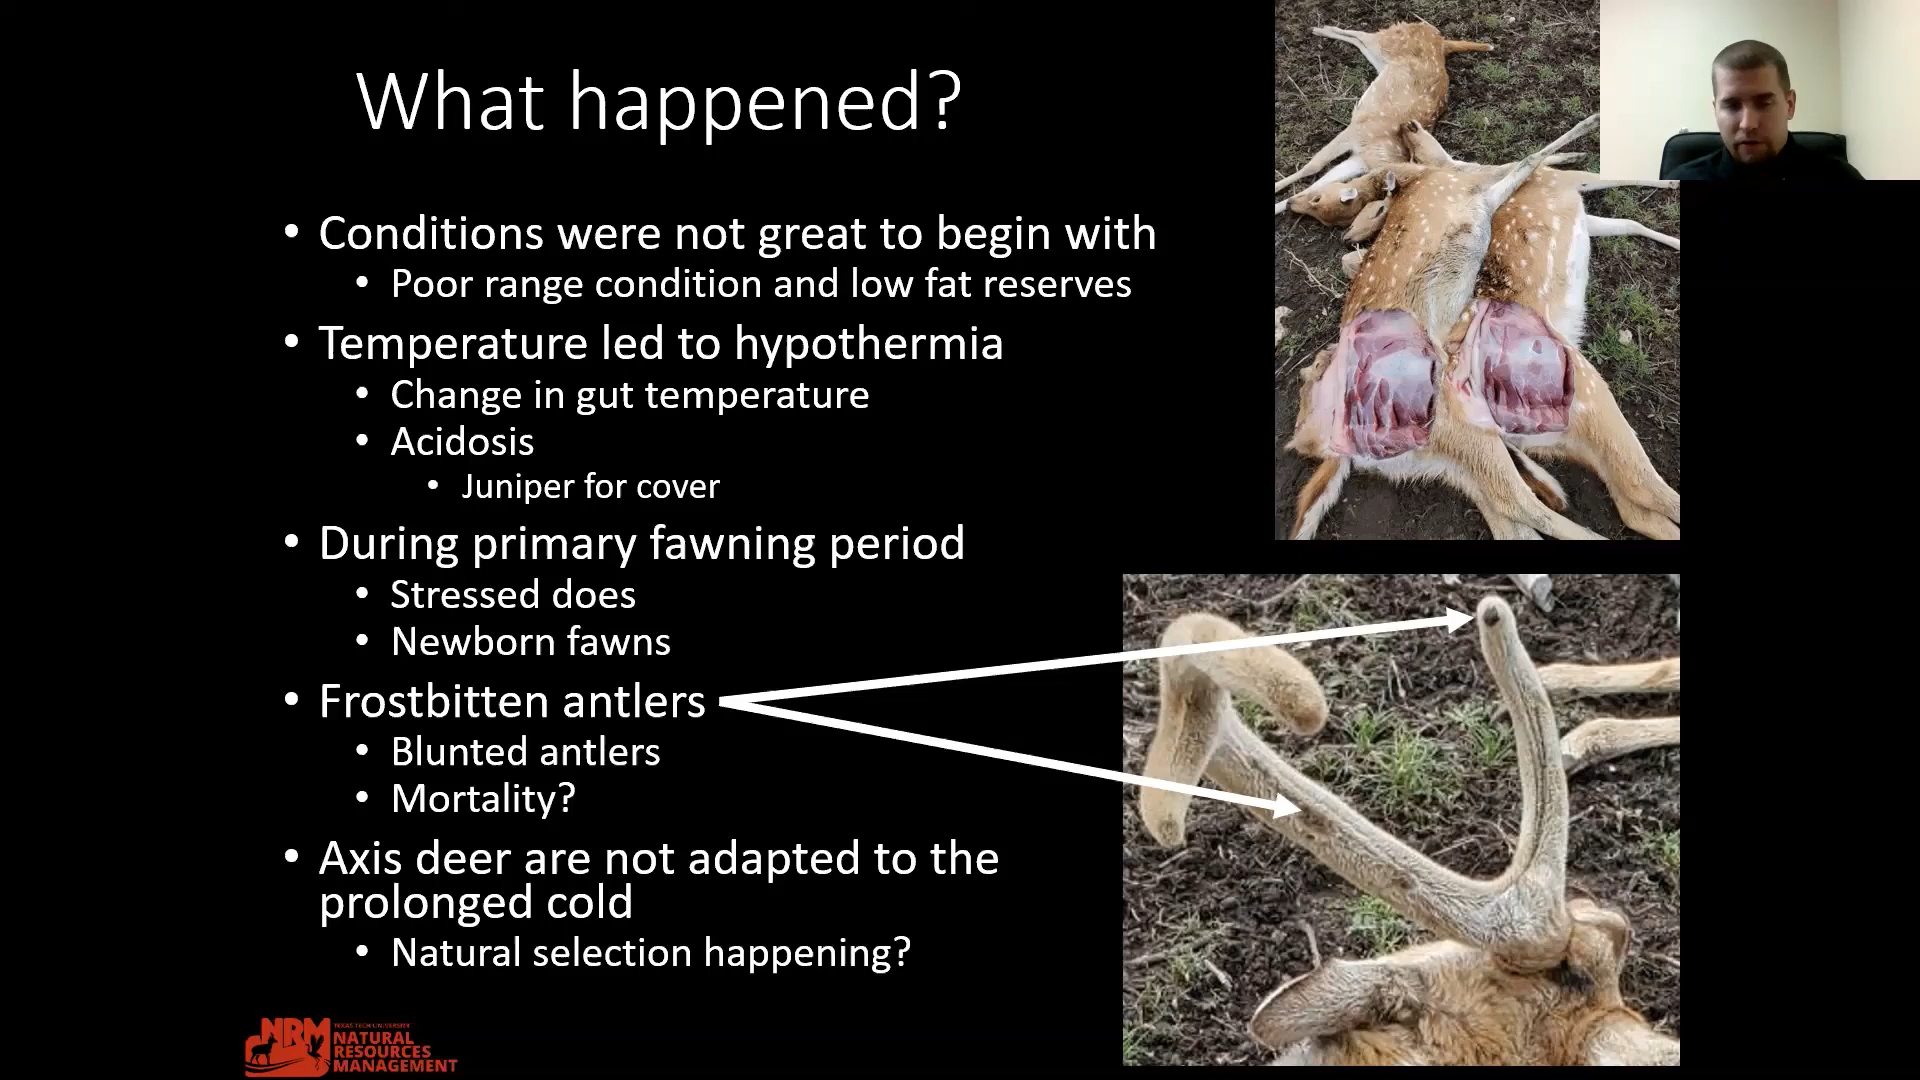 What happened?
• Conditions were not great to begin with
• Poor range condition and low fat reserves
• Temperature led to hypothermia
• Change in gut temperature
• Acidosis
• Juniper for cover
• During primary fawning period
• Stressed does
• Newborn fawns
• Frostbitten antlers
• Blunted antlers
• Mortality?
• Axis deer are not adapted to the
prolonged cold
• Natural selection happening?
NRM
TEXAS TECH UNIVERSITY
NATURAL
RESOURCES
MANAGEMENT